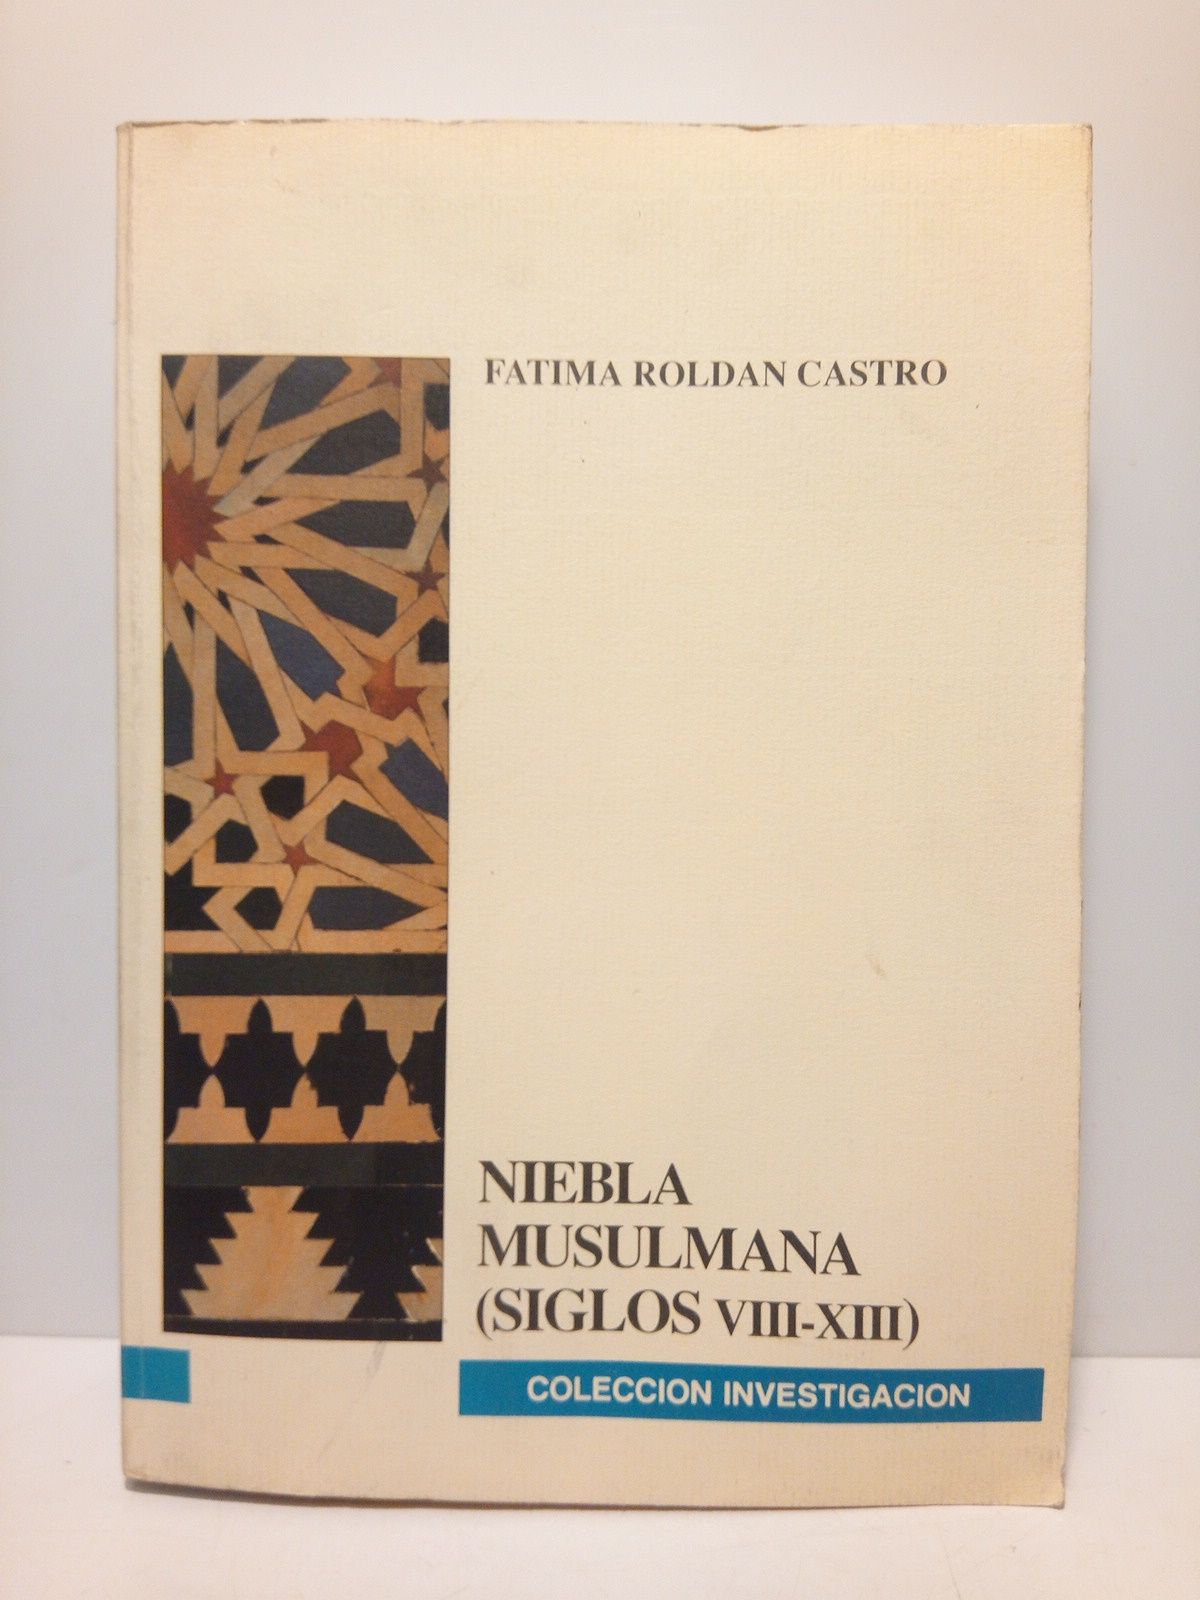 FATIMA ROLDAN CASTRO
NIEBLA
MUSULMANA
(SIGLOS VIII-XIII)
COLECCION INVESTIGACION